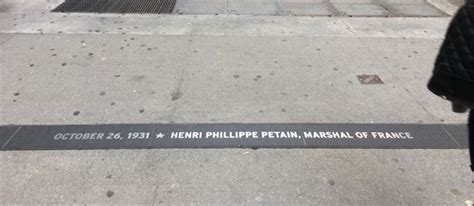 OCTOBER 26, 1931 ★ HENRI PHILLIPPE PETAIN, MARSHAL OF FRANCE